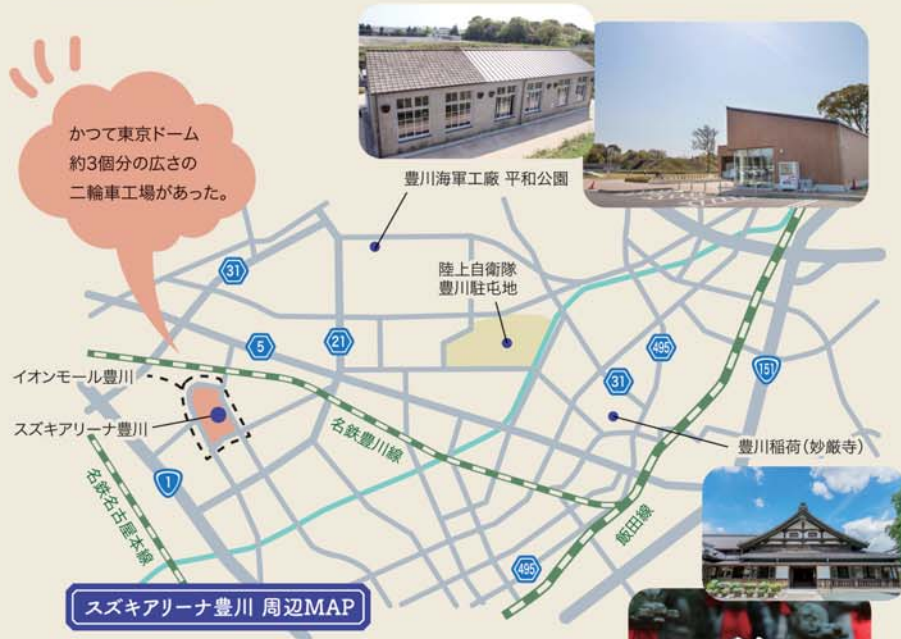 かつて東京ドーム
約3個分の広さの
二輪車工場があった。
豊川海軍工廠 平和公園
陸上自衛隊
豊川駐屯地
31
5
21
495
31
151
イオンモール豊川
スズキアリーナ豊川
名鉄豊川線
豊川稲荷(妙厳寺)
1
名鉄名古屋本線
飯田線
495
スズキアリーナ豊川 周辺MAP